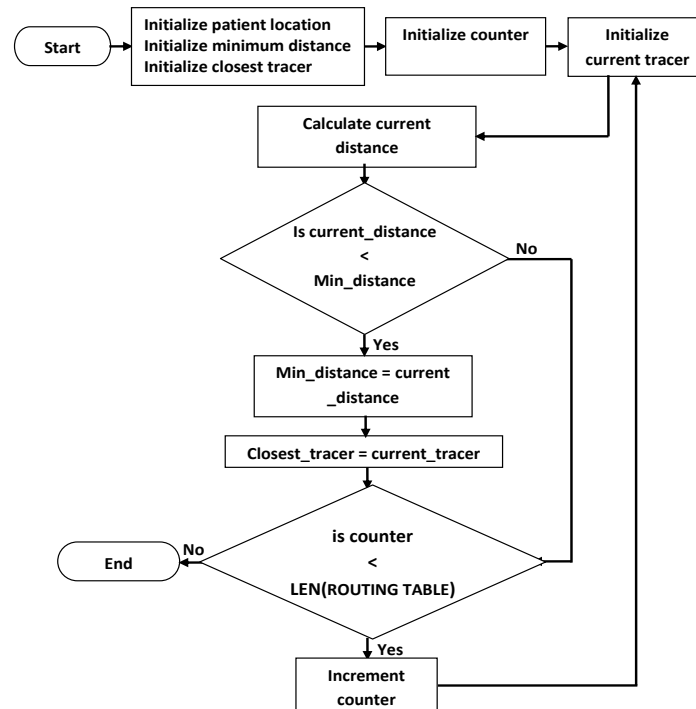 Start
Initialize patient location
Initialize minimum distance
Initialize closest tracer
Initialize counter
Initialize
current tracer
Calculate current
distance
Is current_distance
<
Min_distance
No
Yes
Min_distance = current
_distance
Closest_tracer = current_tracer
is counter
<
LEN(ROUTING TABLE)
No
End
Yes
Increment
counter